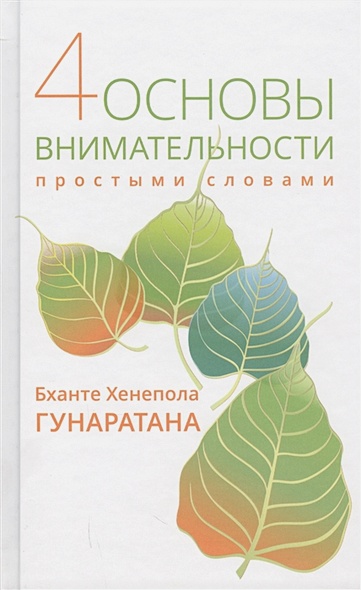 4 ОСНОВЫ
ВНИМАТЕЛЬНОСТИ
простыми словами
Бханте Хенепола
ГУНАРАТАНА